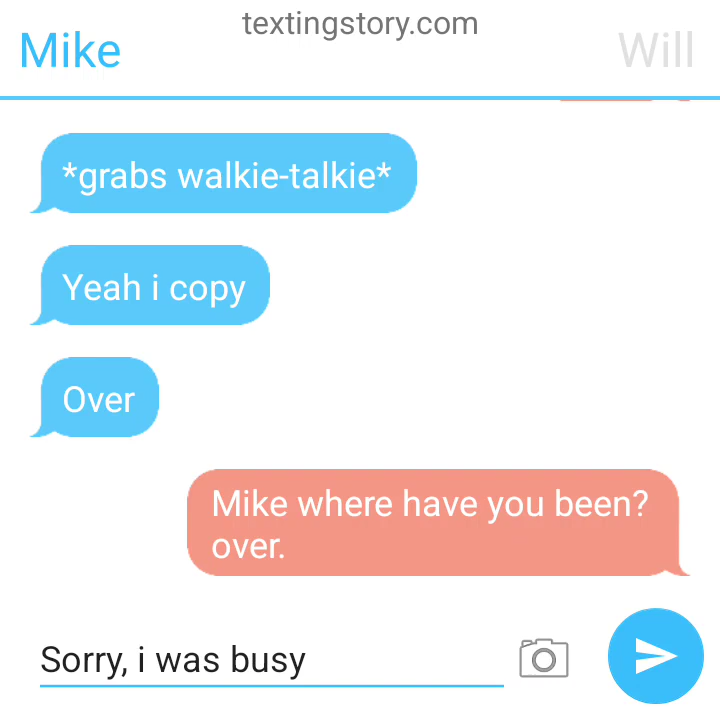 textingstory.com
Mike
Will
*grabs walkie-talkie*
Yeah i copy
Over
Mike where have you been?
over.
Sorry, i was busy